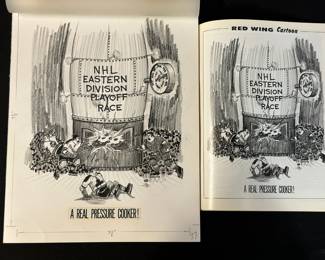 NHL
EASTERN
DIVISION
PLAYOFF
RACE
A REAL PRESSURE COOKER!
RED WING Cartoon
NHL
EASTERN
DIVISION
PLAYOFF
RACE
A REAL PRESSURE COOKER!